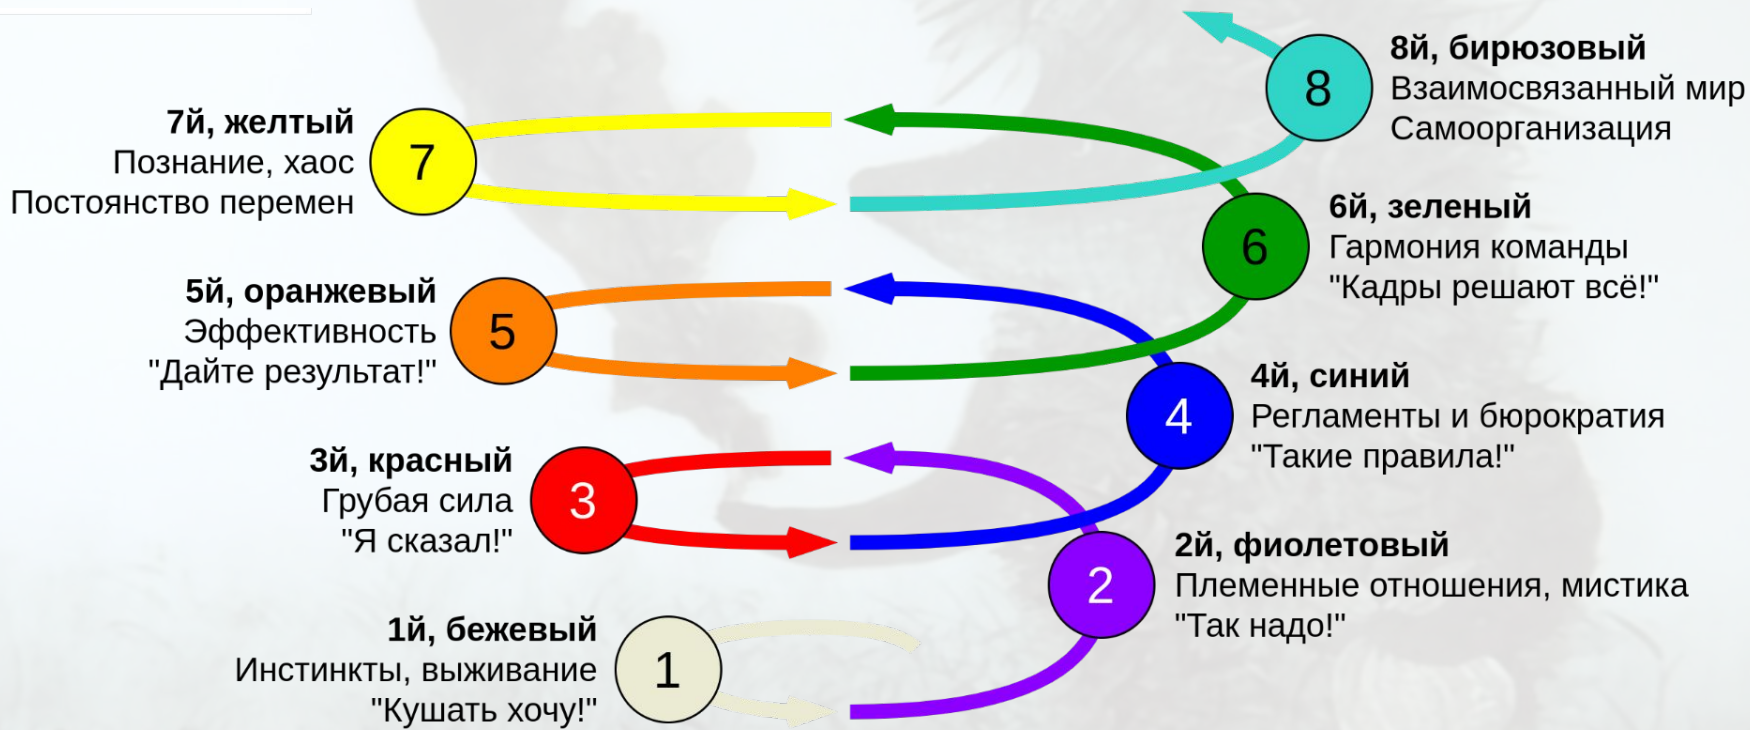 8й, бирюзовый
Взаимосвязанный мир
Самоорганизация
8
7й, желтый
Познание, хаос
Постоянство перемен
7
6й, зеленый
Гармония команды
"Кадры решают всё!"
6
5й, оранжевый
Эффективность
"Дайте результат!"
5
4й, синий
Регламенты и бюрократия
"Такие правила!"
4
3й, красный
Грубая сила
"Я сказал!"
3
2й, фиолетовый
Племенные отношения, мистика
"Так надо!"
2
1й, бежевый
Инстинкты, выживание
"Кушать хочу!"
1